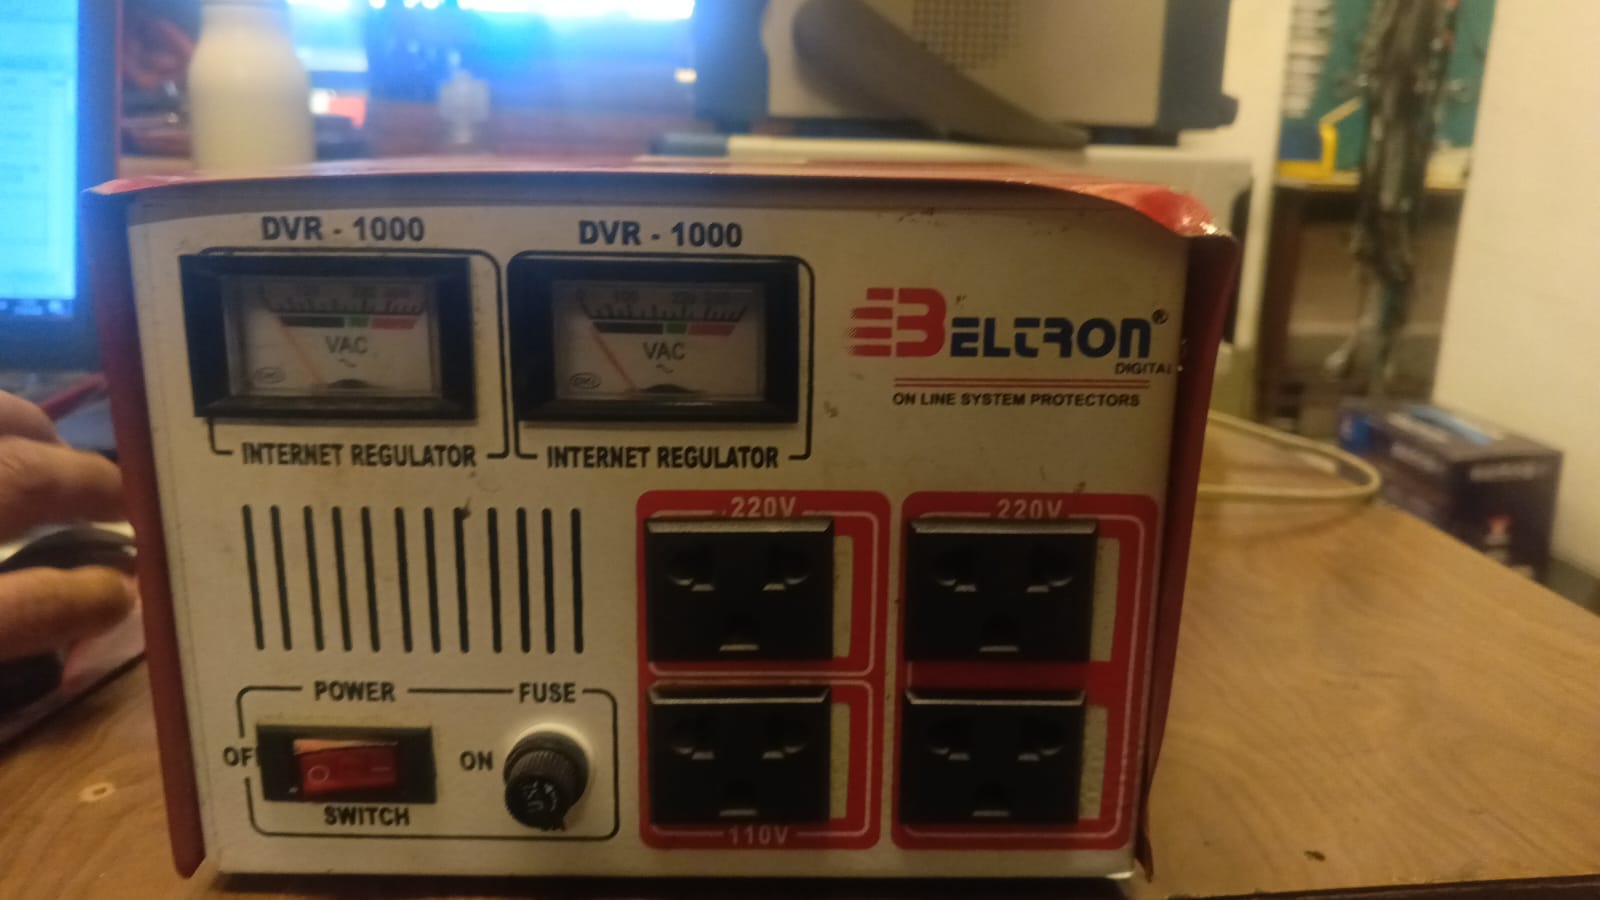 DVR - 1000
DVR - 1000
VAC
VAC
INTERNET REGULATOR
INTERNET REGULATOR
BELTRON®
DIGITAL
ON LINE SYSTEM PROTECTORS
220V
220V
POWER
FUSE
OFF
ON
SWITCH
110V